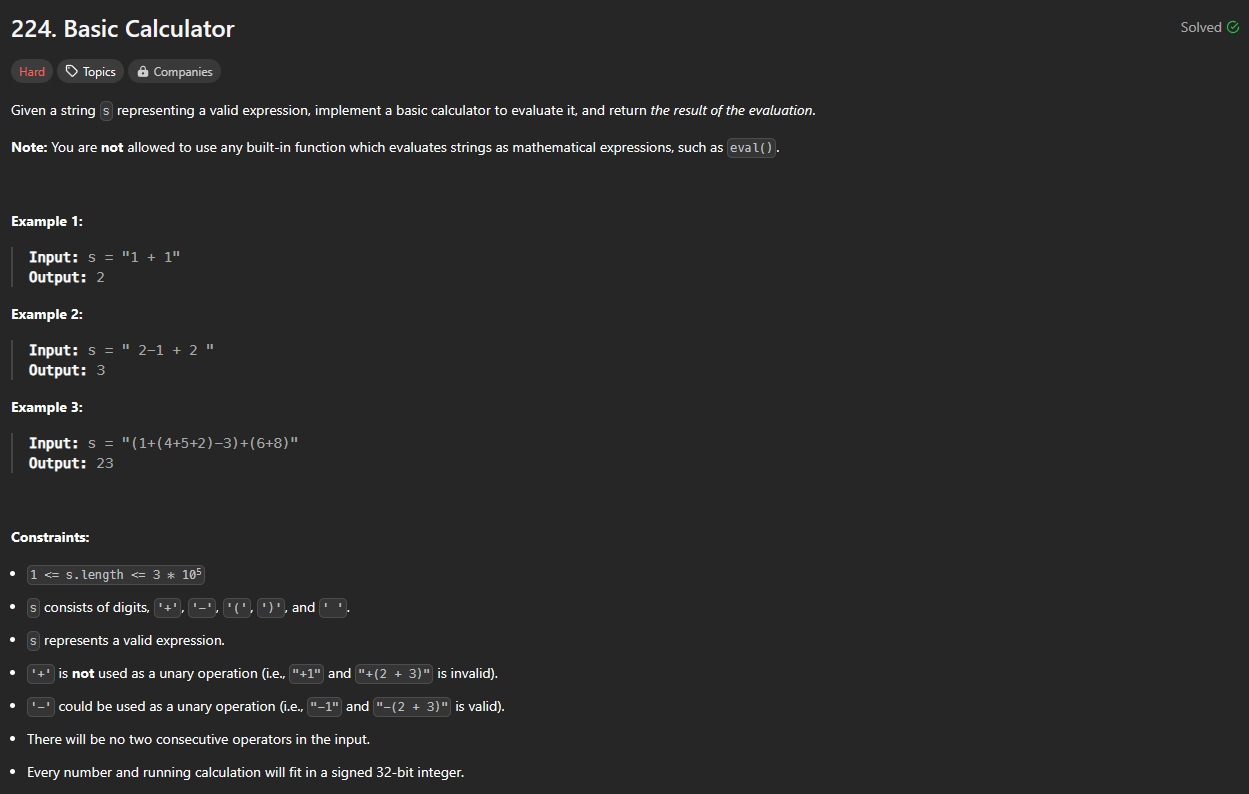 224. Basic Calculator
Solved
Hard
Topics
Companies
Given a string s representing a valid expression, implement a basic calculator to evaluate it, and return the result of the evaluation.
Note: You are not allowed to use any built-in function which evaluates strings as mathematical expressions, such as eval().
Example 1:
Input: s = "1 + 1"
Output: 2
Example 2:
Input: s = " 2-1 + 2 "
Output: 3
Example 3:
Input: s = "(1+(4+5+2)-3)+(6+8)"
Output: 23
Constraints:
• 1 <= s.length <= 3 * 10⁵
• s consists of digits, '+', '-', '(', ')', and ' '.
• s represents a valid expression.
• '+' is not used as a unary operation (i.e., "+1" and "+(2 + 3)" is invalid).
• '-' could be used as a unary operation (i.e., "-1" and "-(2 + 3)" is valid).
• There will be no two consecutive operators in the input.
• Every number and running calculation will fit in a signed 32-bit integer.